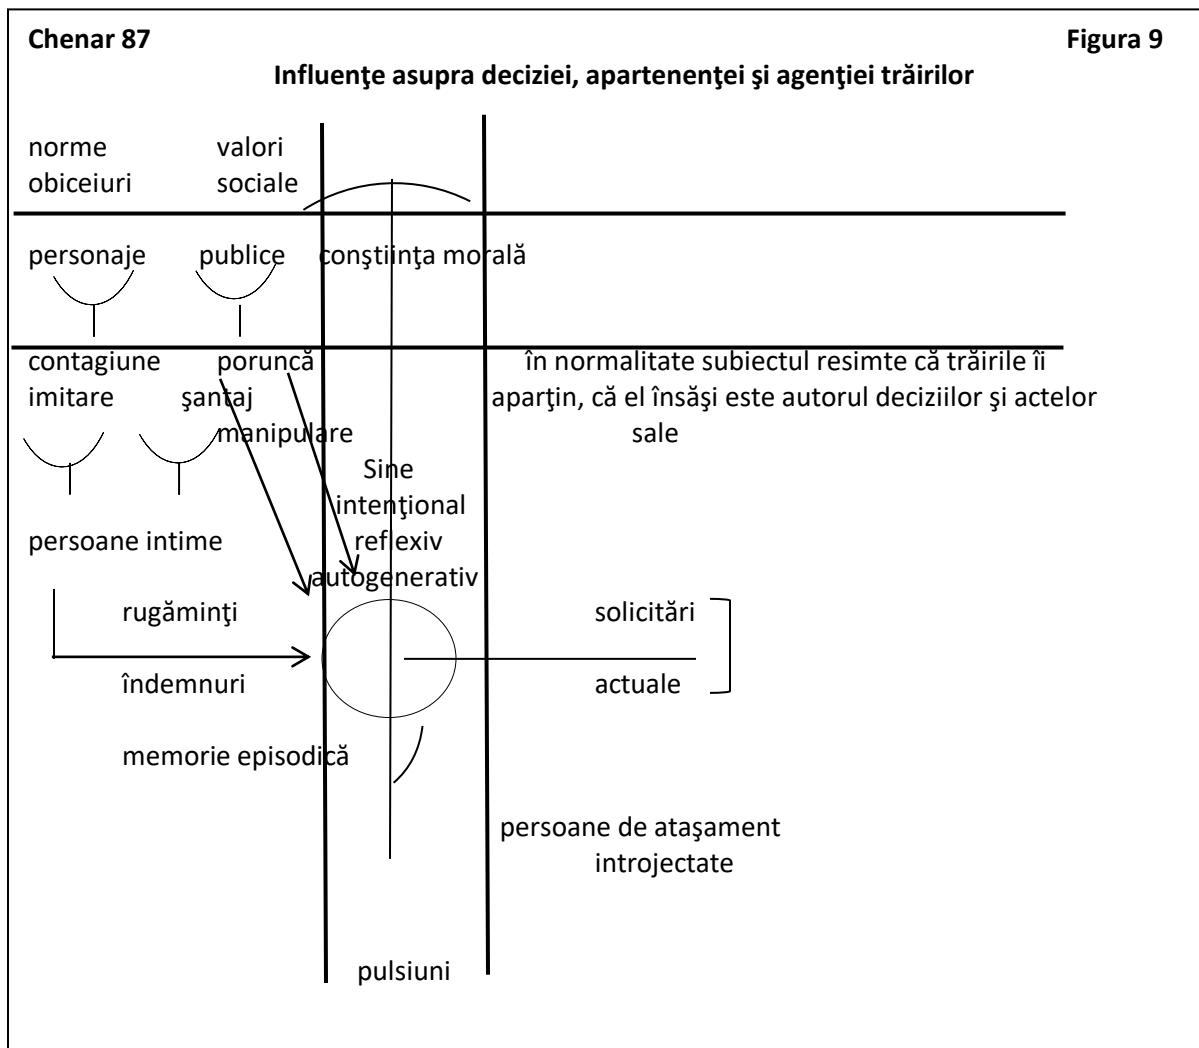 Chenar 87 Figura 9
Influenţe asupra deciziei, apartenenţei şi agenţiei trăirilor
norme valori
obiceiuri sociale
personaje publice conştiinţa morală
contagiune poruncă în normalitate subiectul resimte că trăirile îi
imitare şantaj aparţin, că el însăşi este autorul deciziilor şi actelor
manipulare sale
Sine
intenţional
persoane intime reflexiv
autogenerativ
rugăminţi solicitări
îndemnuri actuale
memorie episodică
persoane de ataşament
introjectate
pulsiuni